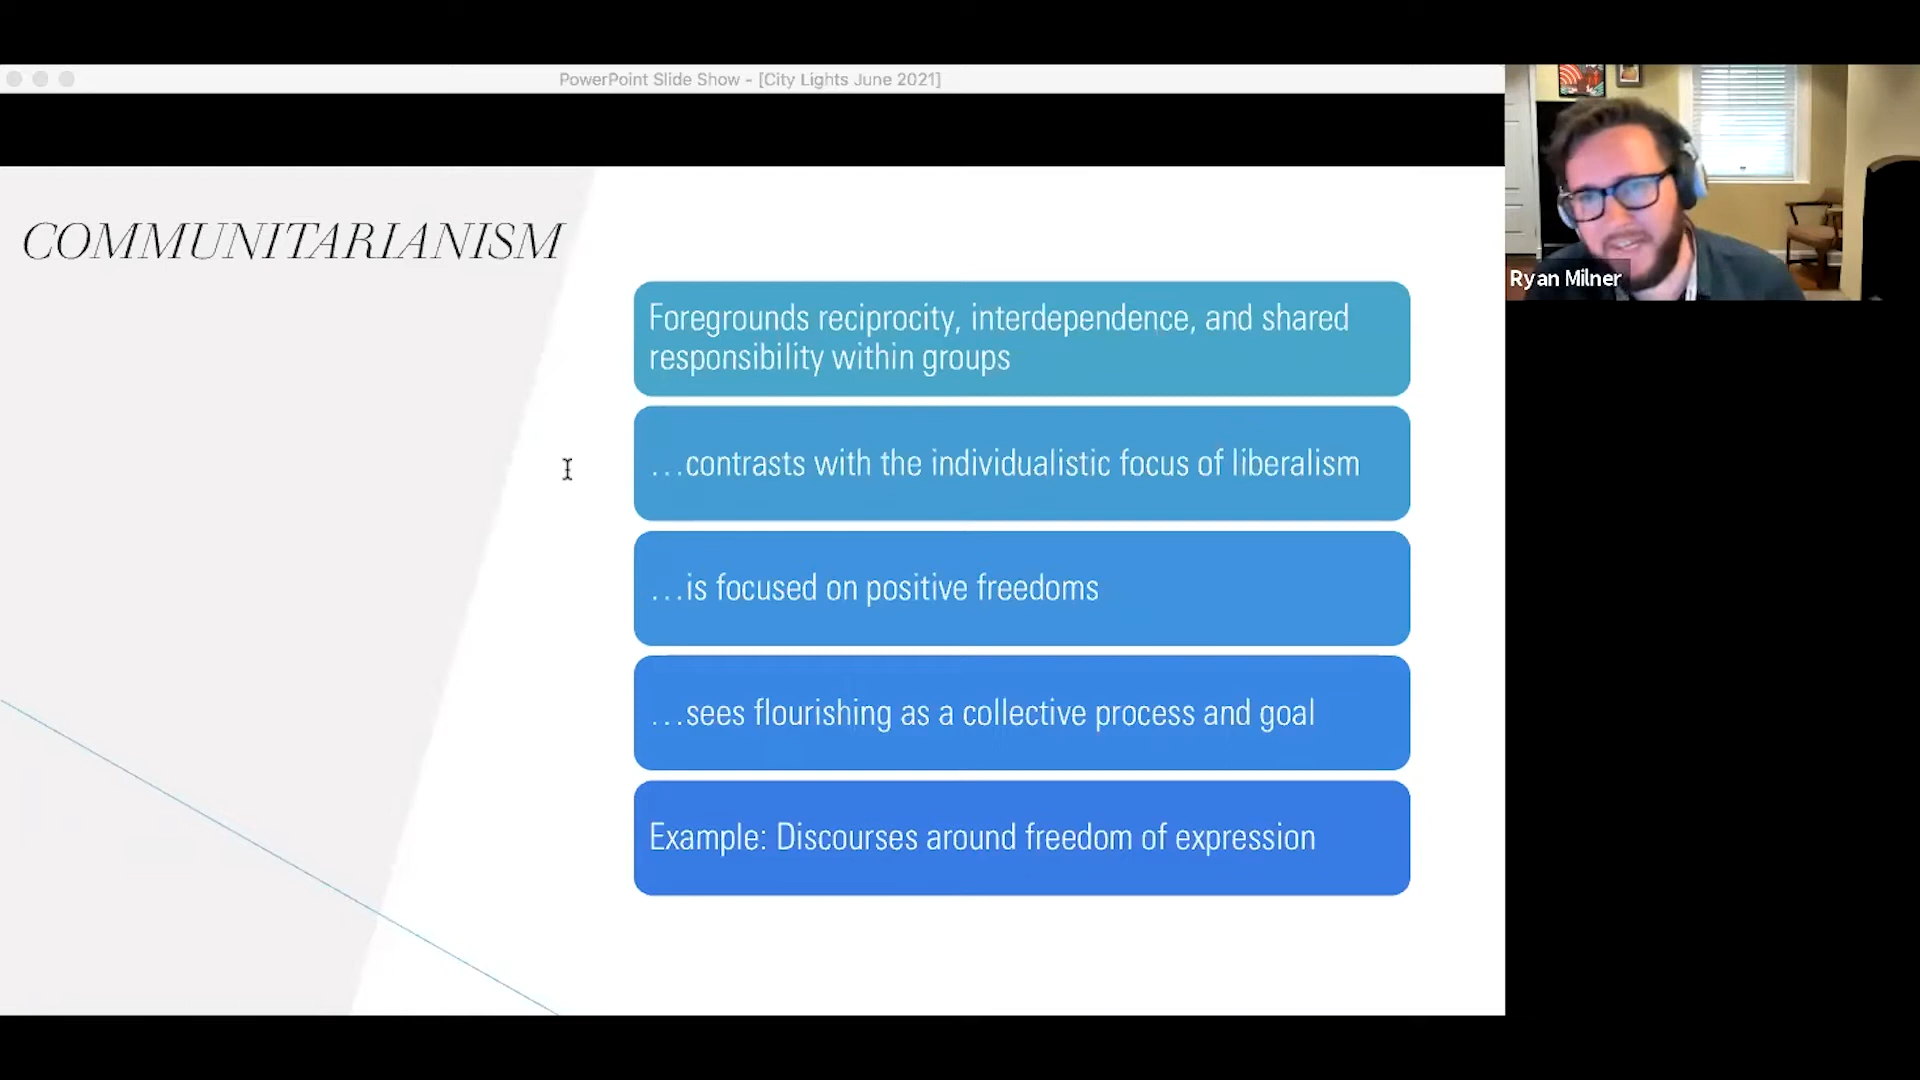 PowerPoint Slide Show - [City Lights June 2021]
COMMUNITARIANISM
Foregrounds reciprocity, interdependence, and shared
responsibility within groups
…contrasts with the individualistic focus of liberalism
…is focused on positive freedoms
…sees flourishing as a collective process and goal
Example: Discourses around freedom of expression
Ryan Milner